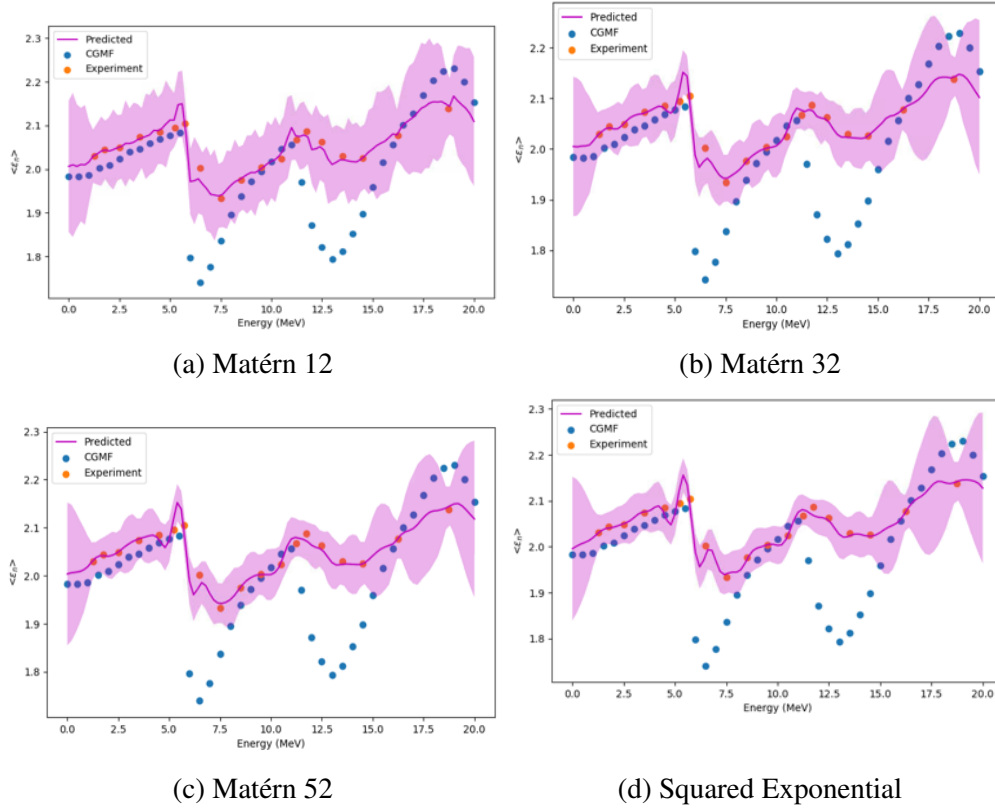 Predicted
CGMF
Experiment
2.3
2.2
2.1
2.0
1.9
1.8
<εn>
0.0 2.5 5.0 7.5 10.0 12.5 15.0 17.5 20.0
Energy (MeV)
(a) Matérn 12
Predicted
CGMF
Experiment
2.2
2.1
2.0
1.9
1.8
<εn>
0.0 2.5 5.0 7.5 10.0 12.5 15.0 17.5 20.0
Energy (MeV)
(b) Matérn 32
Predicted
CGMF
Experiment
2.3
2.2
2.1
2.0
1.9
1.8
<εn>
0.0 2.5 5.0 7.5 10.0 12.5 15.0 17.5 20.0
Energy (MeV)
(c) Matérn 52
Predicted
CGMF
Experiment
2.3
2.2
2.1
2.0
1.9
1.8
1.7
<εn>
0.0 2.5 5.0 7.5 10.0 12.5 15.0 17.5 20.0
Energy (MeV)
(d) Squared Exponential